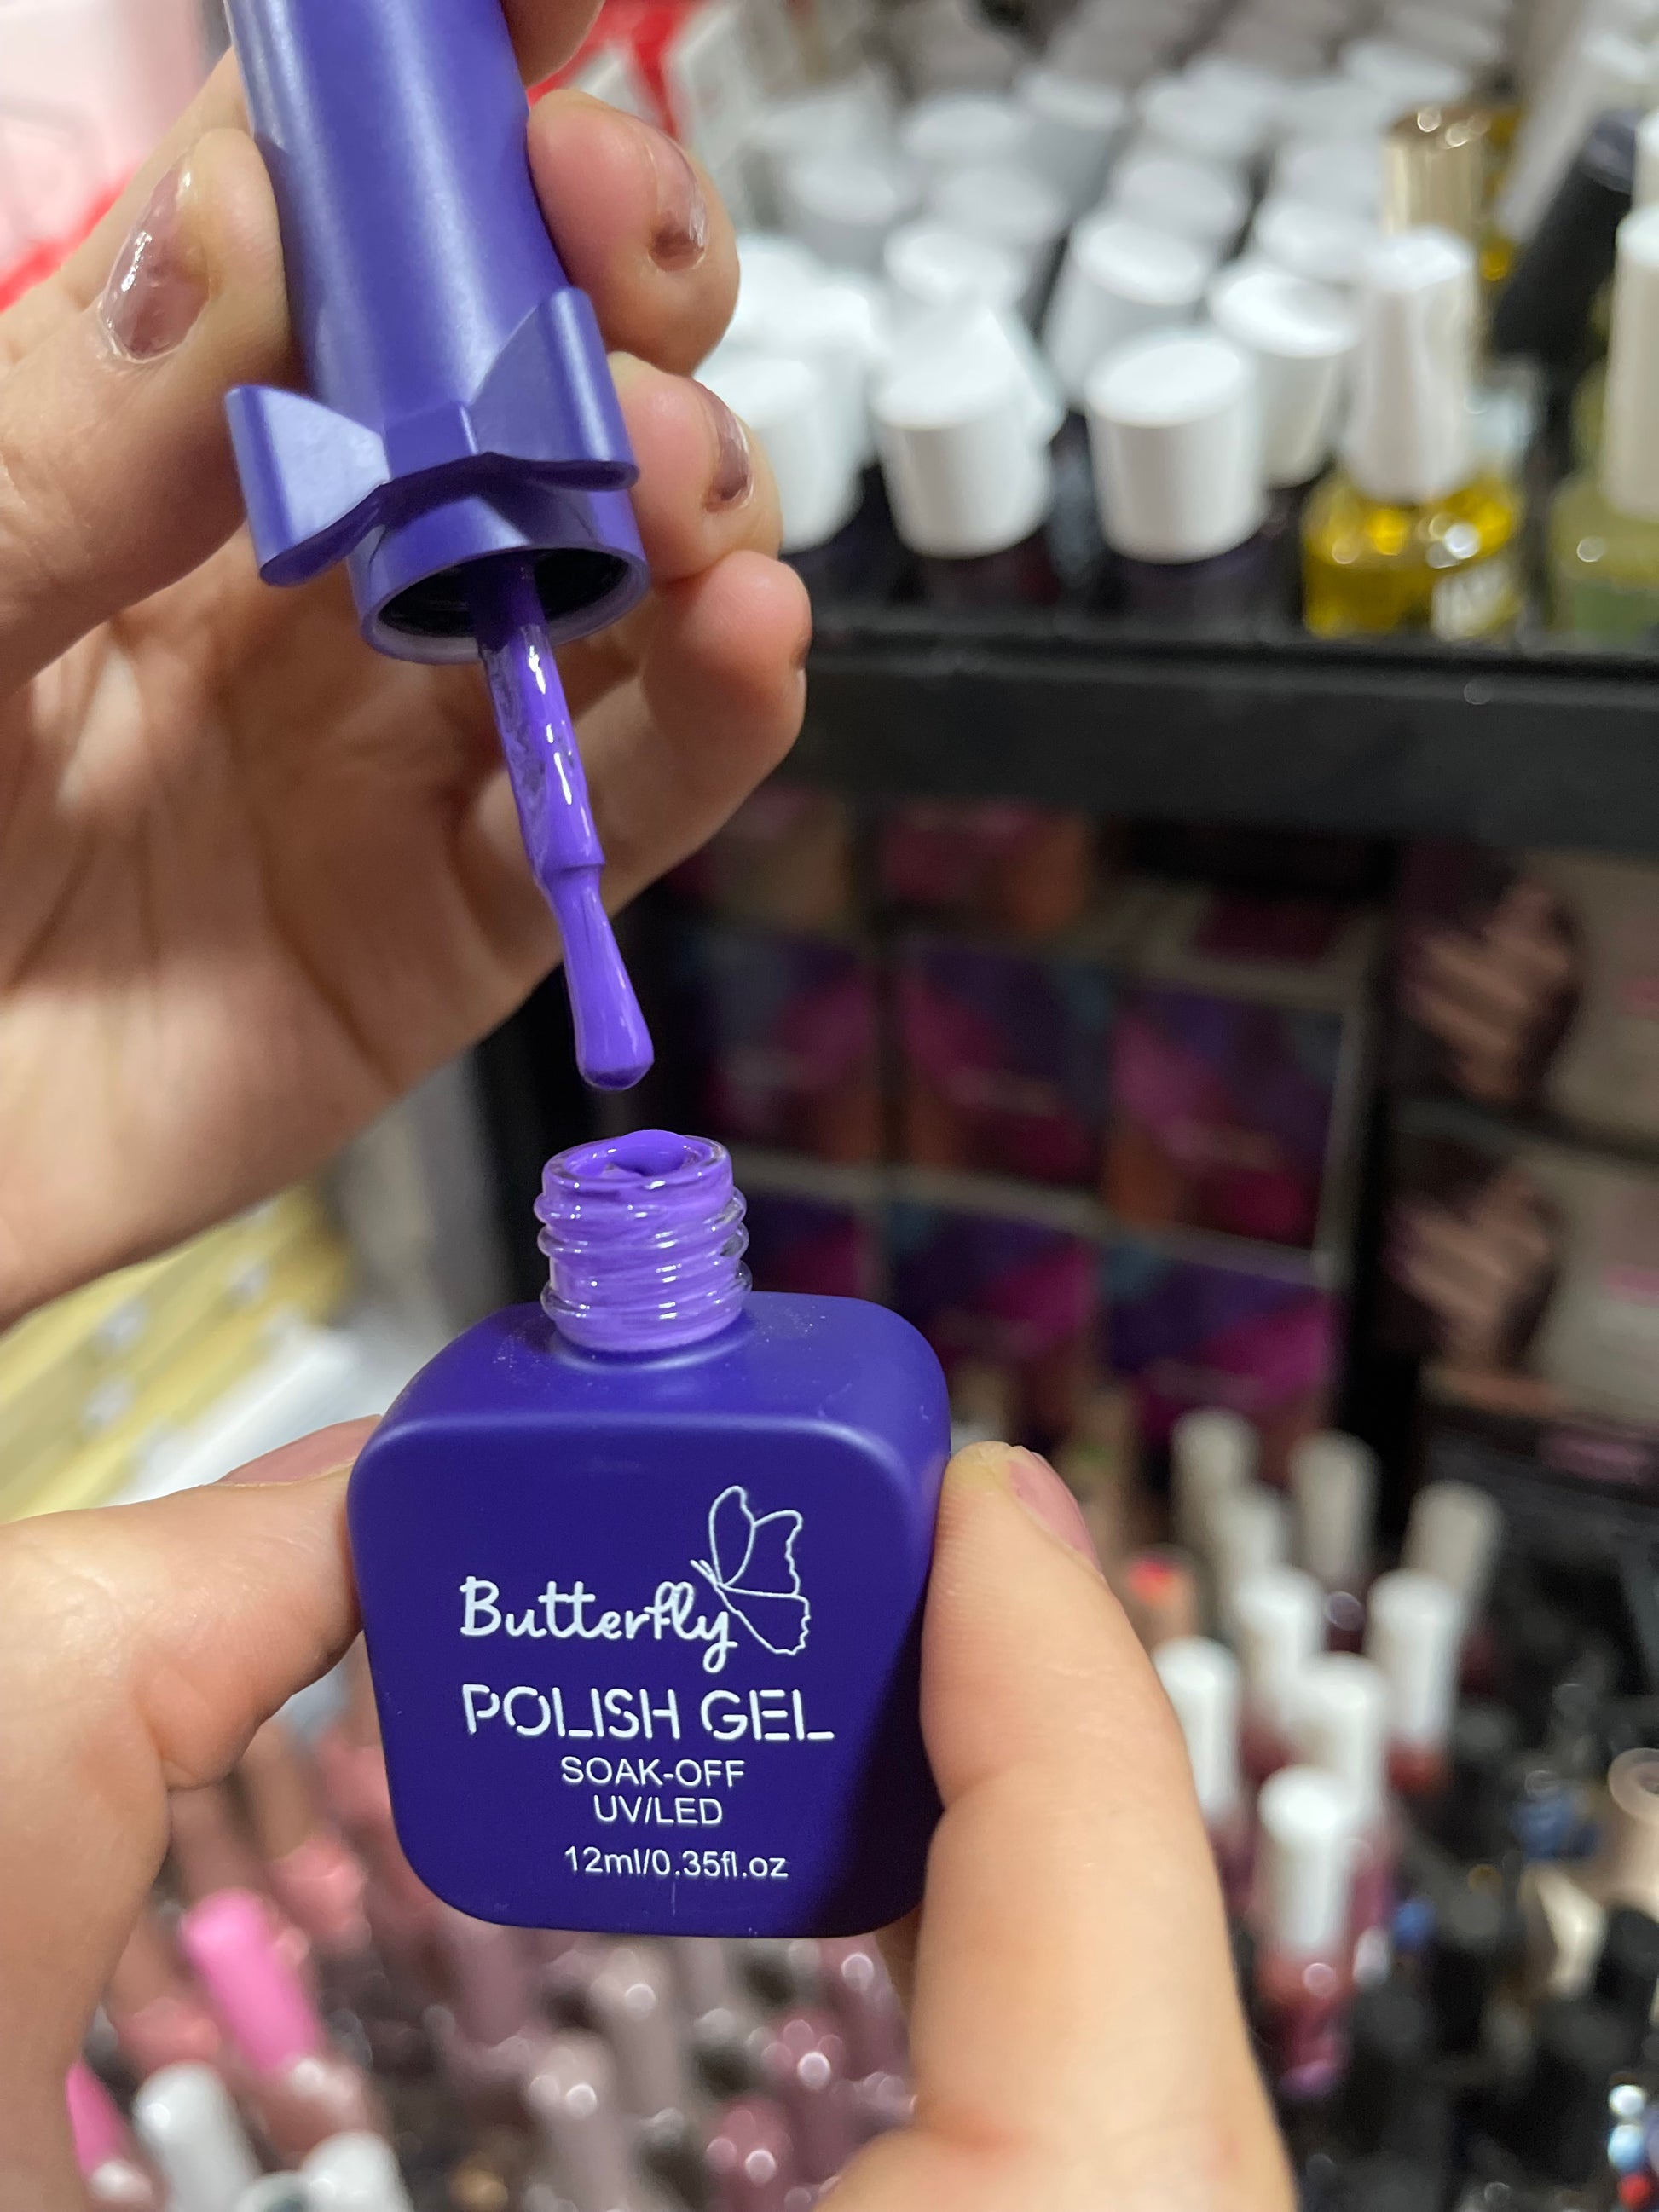 Butterfly
POLISH GEL
SOAK-OFF
UV/LED
12ml/0.35fl.oz